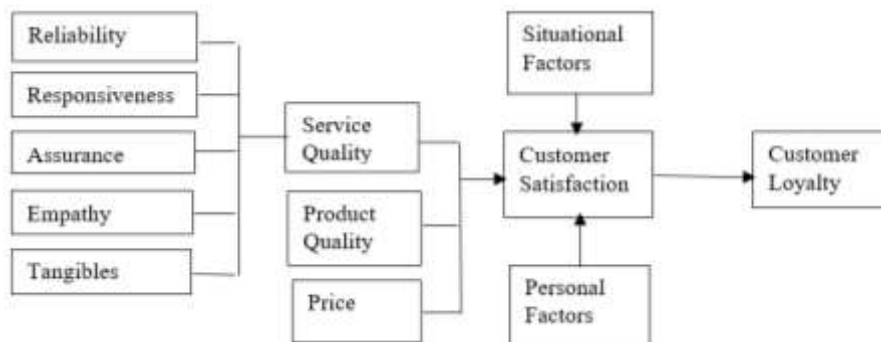 Reliability
Responsiveness
Assurance
Empathy
Tangibles
Service
Quality
Product
Quality
Price
Situational
Factors
Customer
Satisfaction
Personal
Factors
Customer
Loyalty